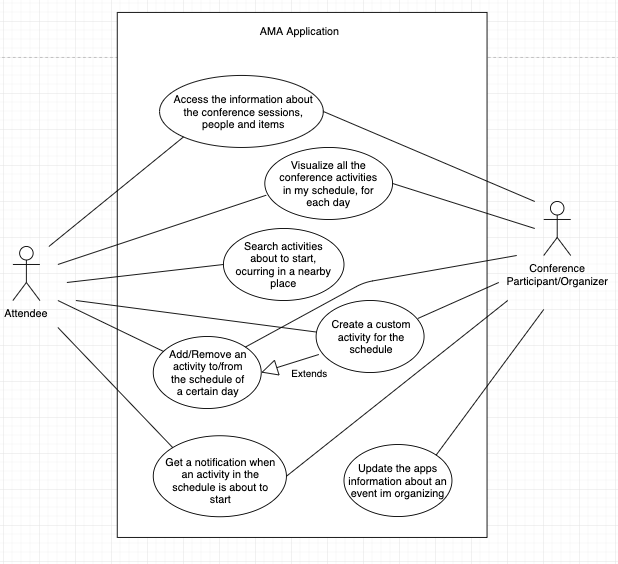 AMA Application
Access the information about
the conference sessions,
people and items
Visualize all the
conference activities
in my schedule, for
each day
Search activities
about to start,
ocurring in a nearby
place
Conference
Participant/Organizer
Attendee
Create a custom
activity for the
schedule
Add/Remove an
activity to/from
the schedule of
a certain day
Extends
Get a notification when
an activity in the
schedule is about to
start
Update the apps
information about an
event im organizing